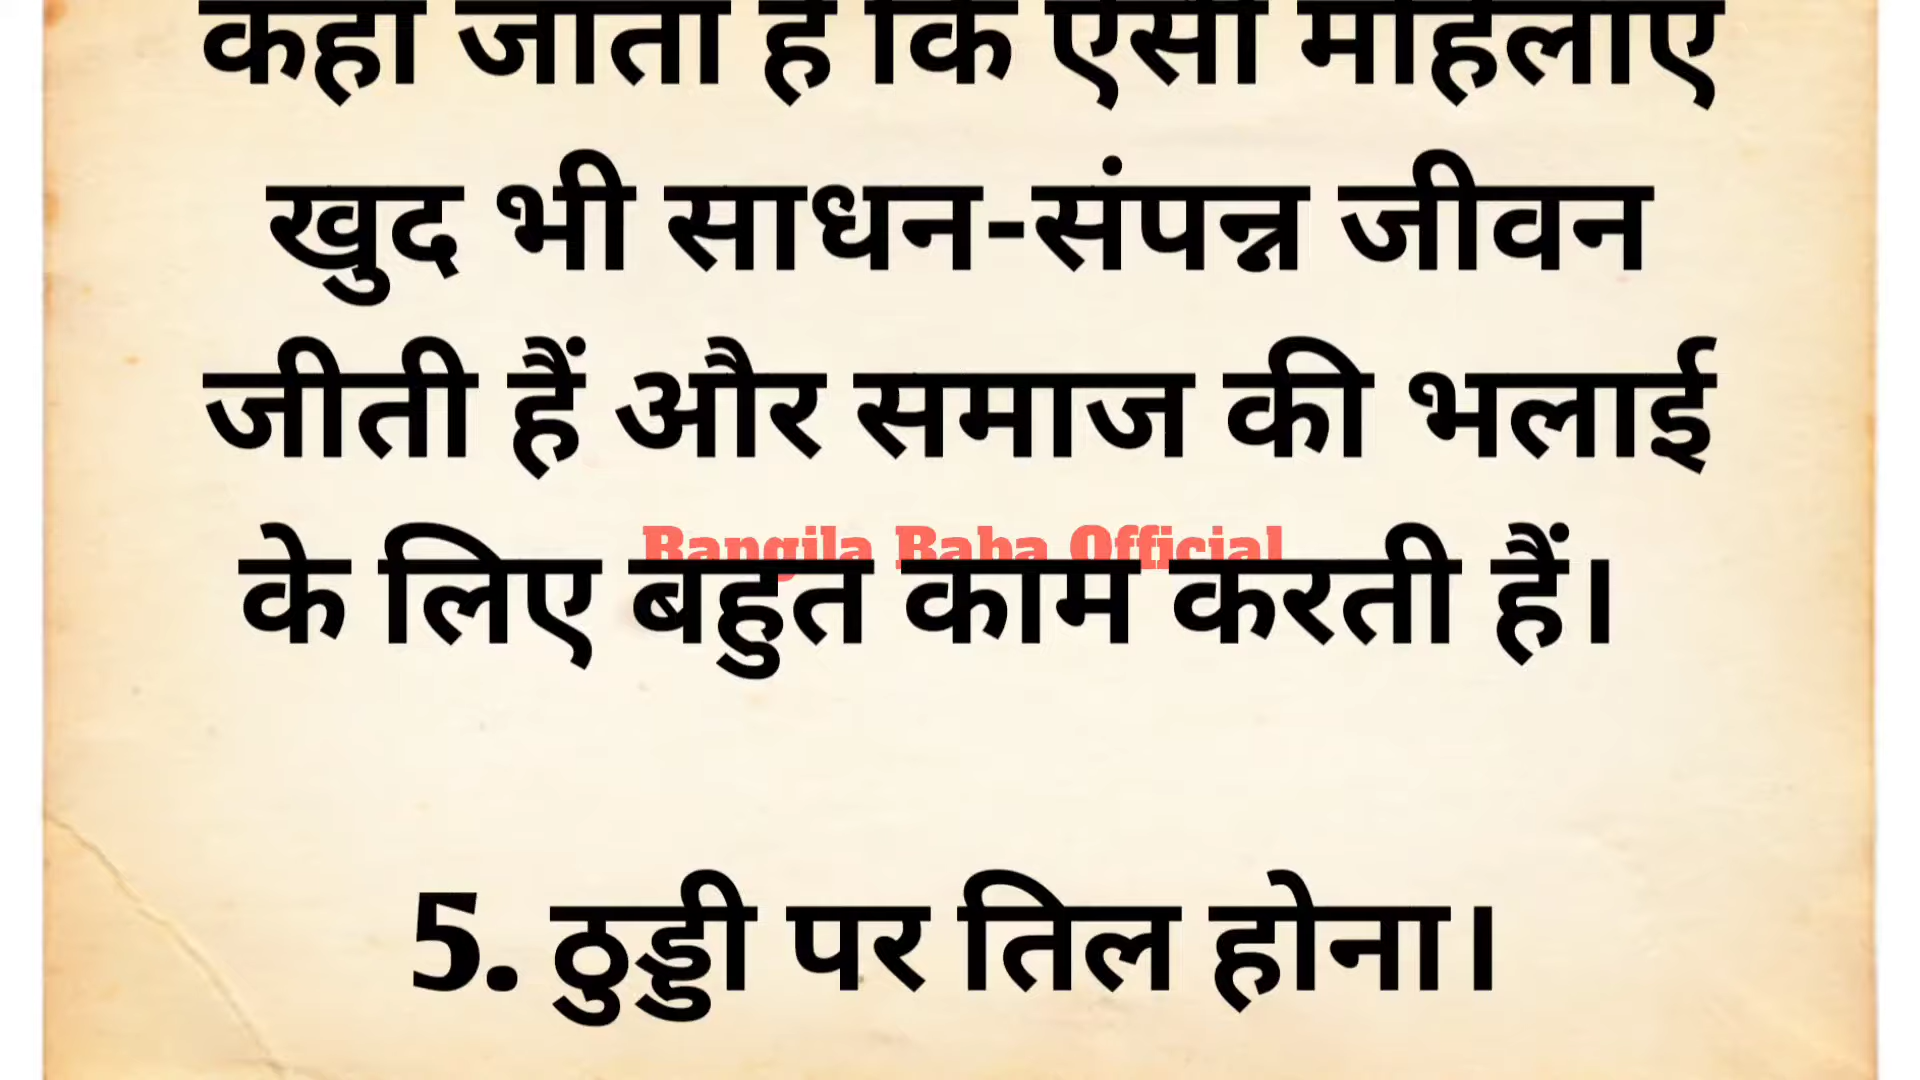 कहा जाता है कि ऐसी महिलाएं
खुद भी साधन-संपन्न जीवन
जीती हैं और समाज की भलाई
Rangila Baba Official
के लिए बहुत काम करती हैं।
5. ठुड्डी पर तिल होना।